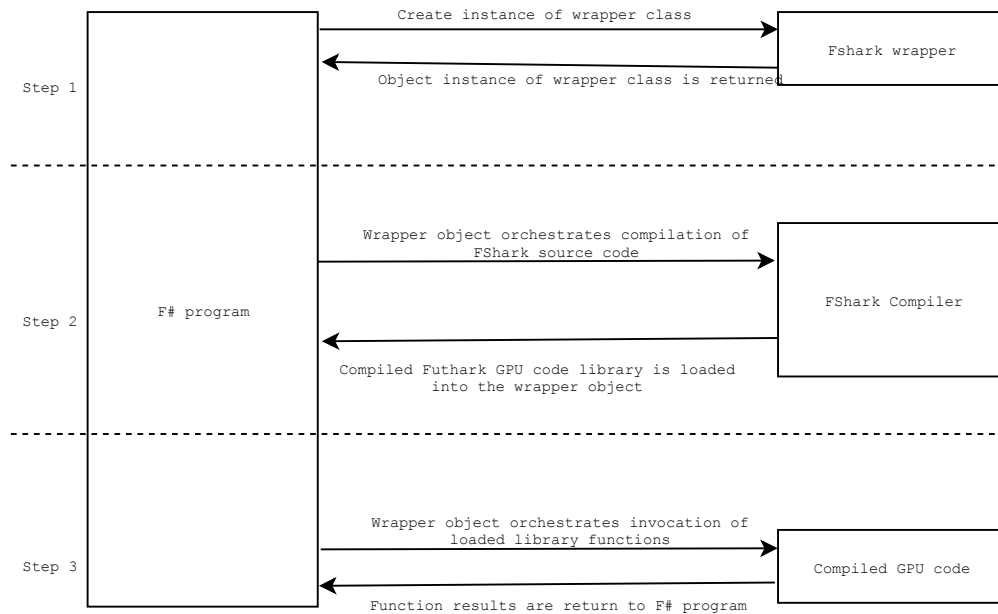 Create instance of wrapper class
Fshark wrapper
Object instance of wrapper class is returned
Step 1
Wrapper object orchestrates compilation of
FShark source code
F# program
FShark Compiler
Step 2
Compiled Futhark GPU code library is loaded
into the wrapper object
Wrapper object orchestrates invocation of
loaded library functions
Step 3
Compiled GPU code
Function results are return to F# program